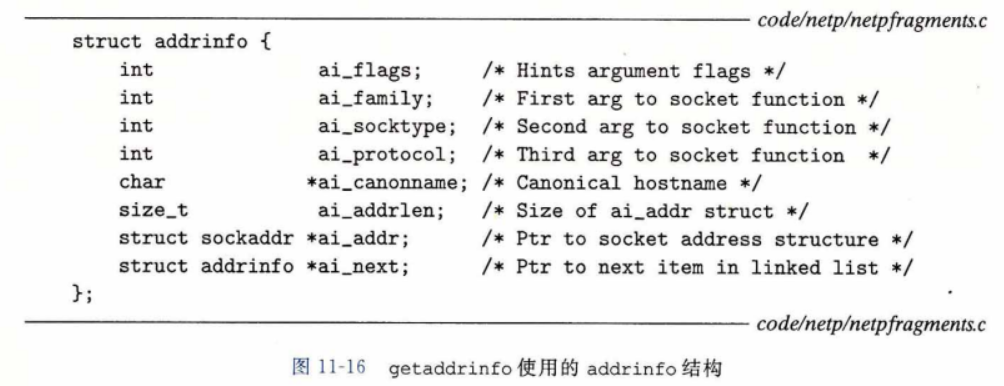 code/netp/netpfragments.c
struct addrinfo {
    int              ai_flags;     /* Hints argument flags */
    int              ai_family;    /* First arg to socket function */
    int              ai_socktype;  /* Second arg to socket function */
    int              ai_protocol;  /* Third arg to socket function  */
    char            *ai_canonname; /* Canonical hostname */
    size_t           ai_addrlen;   /* Size of ai_addr struct */
    struct sockaddr *ai_addr;      /* Ptr to socket address structure */
    struct addrinfo *ai_next;      /* Ptr to next item in linked list */
};
code/netp/netpfragments.c
图 11-16 getaddrinfo 使用的 addrinfo 结构